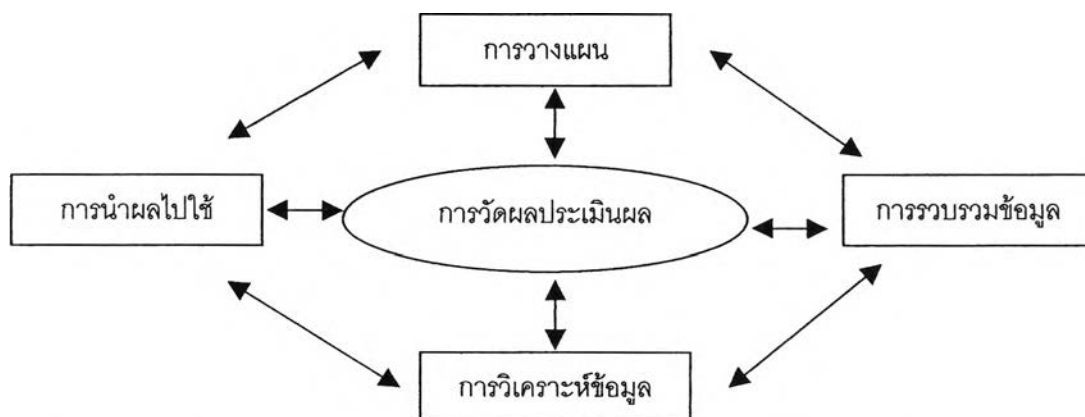 การวางแผน
การนำผลไปใช้
การวัดผลประเมินผล
การรวบรวมข้อมูล
การวิเคราะห์ข้อมูล